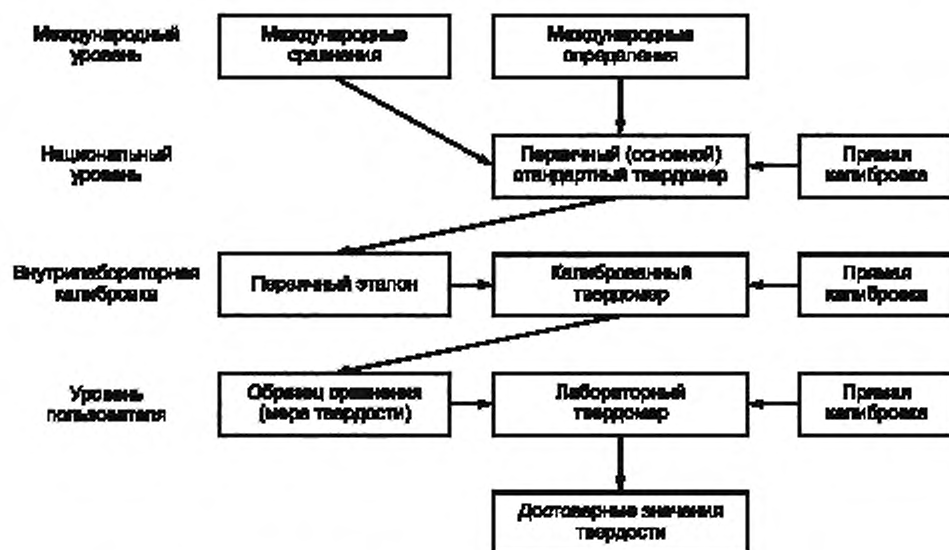 Международный
уровень
Международные
сравнения
Международные
определения
Национальный
уровень
Первичный (основной)
стандартный твердомер
Прямая
калибровка
Внутрилабораторная
калибровка
Первичный эталон
Калиброванный
твердомер
Прямая
калибровка
Уровень
пользователя
Образец сравнения
(мера твердости)
Лабораторный
твердомер
Прямая
калибровка
Достоверные значения
твердости